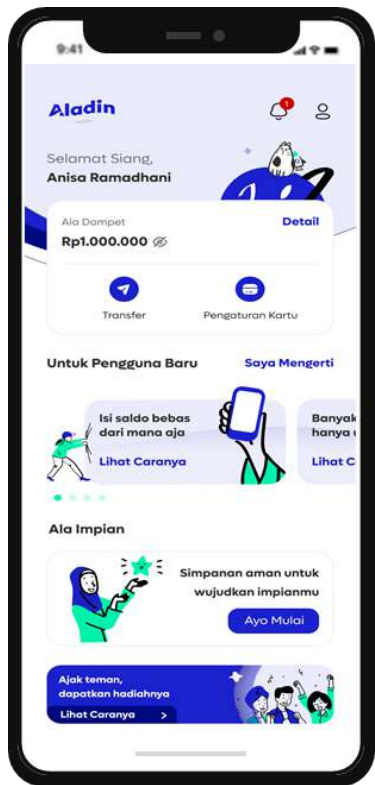 9:41
Aladin
1
Selamat Siang,
Anisa Ramadhani
Ala Dompet
Detail
Rp1.000.000
Transfer
Pengaturan Kartu
Untuk Pengguna Baru
Saya Mengerti
Isi saldo bebas
dari mana aja
Lihat Caranya
Banyak
hanya
Lihat C
Ala Impian
Simpanan aman untuk
wujudkan impianmu
Ayo Mulai
Ajak teman,
dapatkan hadiahnya
Lihat Caranya >